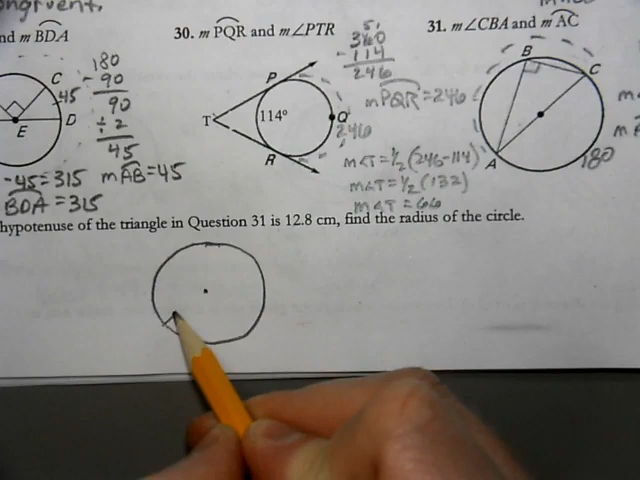 ongruent,
nd m BDA
30. m PQR and m∠PTR
31. m∠CBA and m AC
180
- 90
90
÷ 2
45
C
45
D
E
-45 = 315
BDA = 315
mAB = 45
P
T
114°
Q
R
246
360
- 114
246
mPQR = 246
m∠T = 1/2 (246-114)
m∠T = 1/2 (132)
m∠T = 66
B
C
A
180
hypotenuse of the triangle in Question 31 is 12.8 cm, find the radius of the circle.